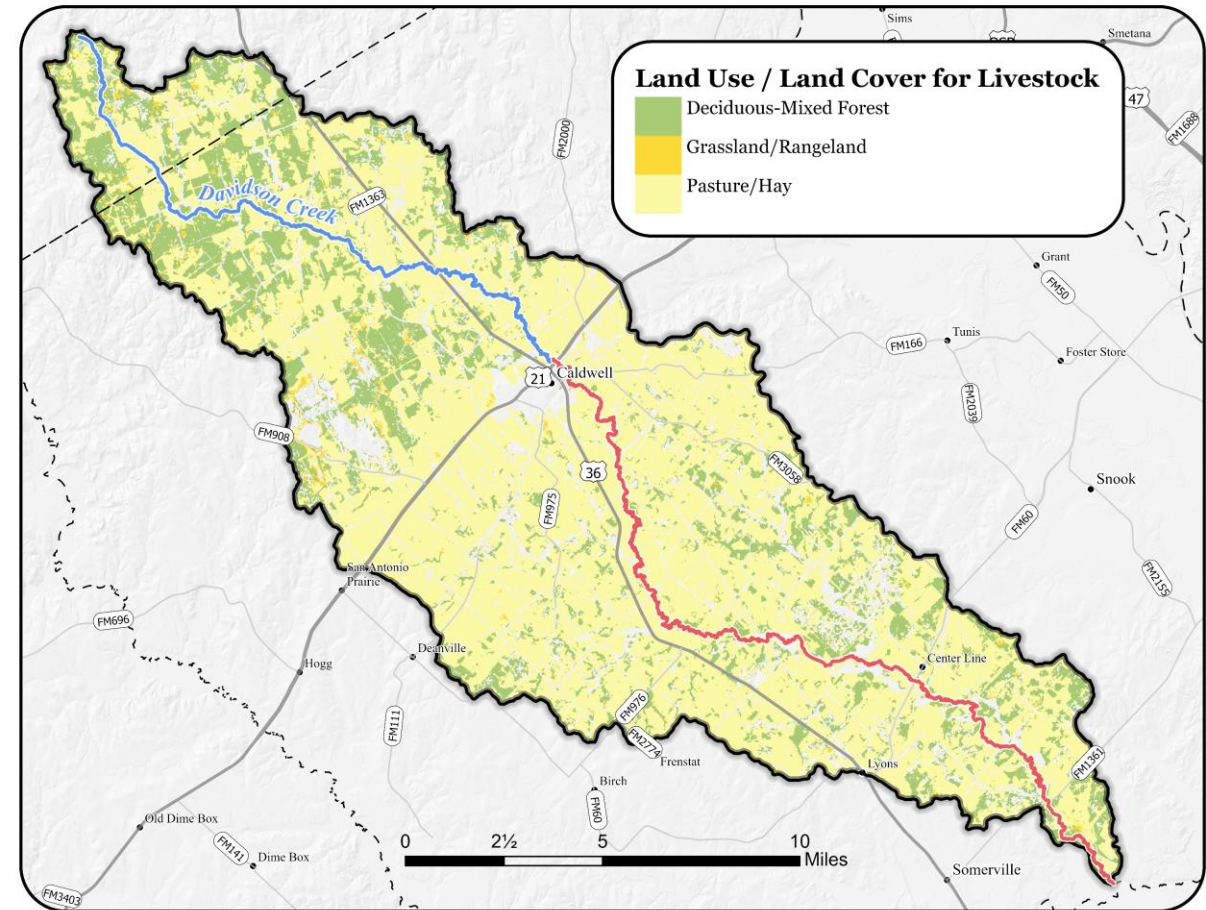 Sims
Smetana
Land Use / Land Cover for Livestock
Deciduous-Mixed Forest
Grassland/Rangeland
Pasture/Hay
47
FM1688
FM2000
Davidson Creek
FM1363
Grant
FM50
Tunis
FM166
Foster Store
21
Caldwell
FM2039
FM908
FM3058
36
Snook
FM975
FM60
San Antonio
Prairie
FM2155
FM696
Deanville
Hogg
Center Line
FM111
FM976
FM2774
Frenstat
FM1361
Lyons
Birch
FM60
Old Dime Box
FM141
Dime Box
0 2½ 5 10
Miles
Somerville
FM3403